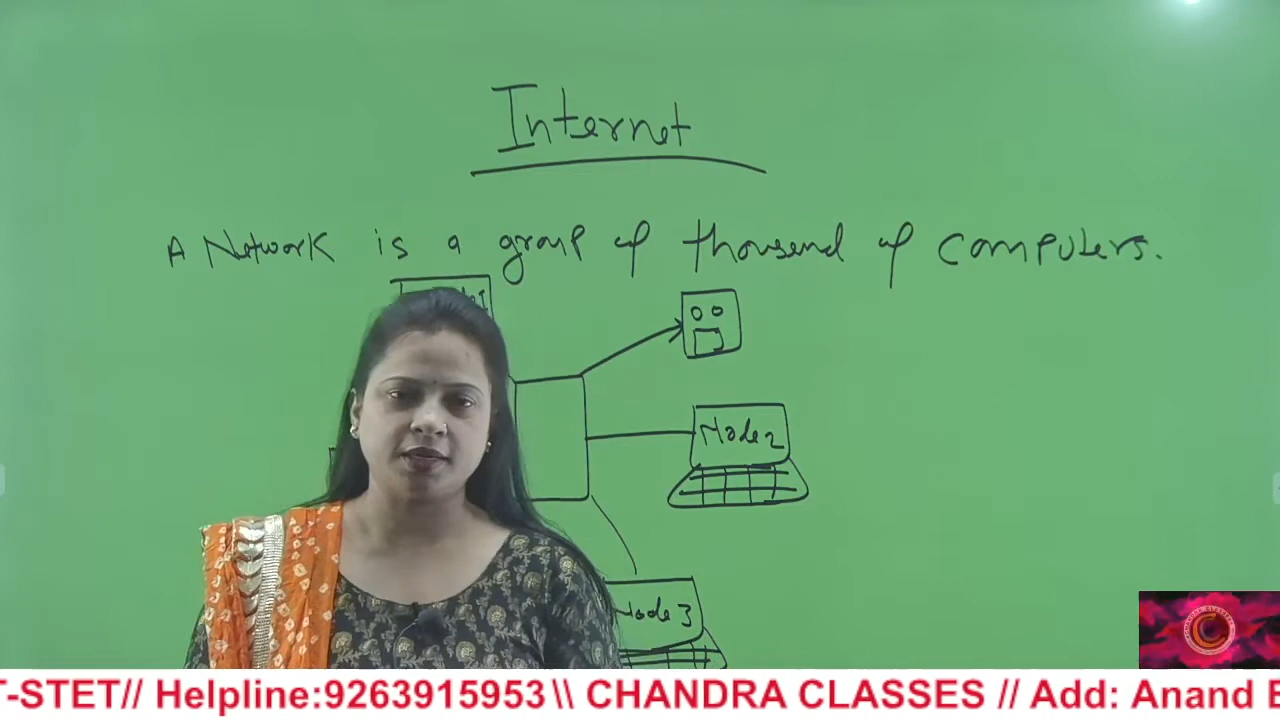 Internet
A Network is a group of thousend of computers.
Node 2
Node 3
T-STET// Helpline:9263915953 \\ CHANDRA CLASSES // Add: Anand